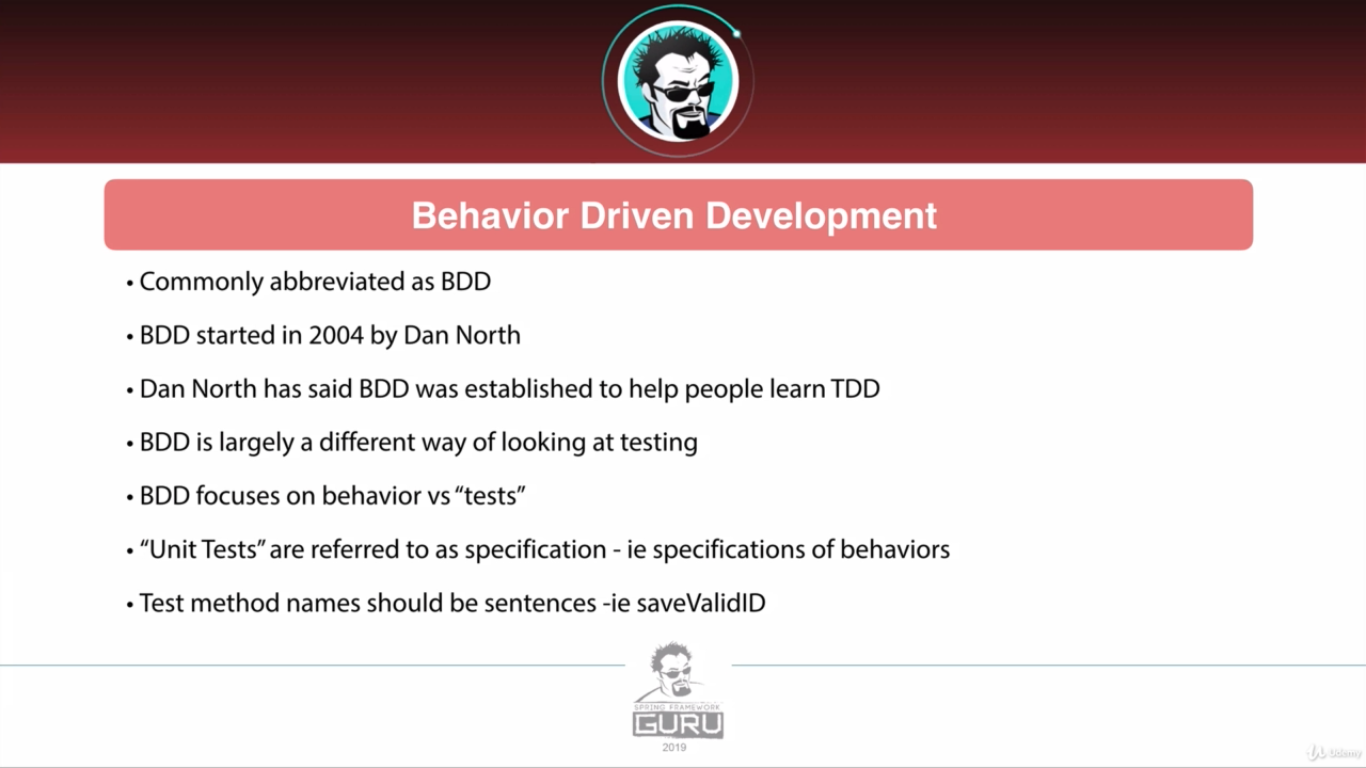 Behavior Driven Development
• Commonly abbreviated as BDD
• BDD started in 2004 by Dan North
• Dan North has said BDD was established to help people learn TDD
• BDD is largely a different way of looking at testing
• BDD focuses on behavior vs “tests”
• “Unit Tests” are referred to as specification - ie specifications of behaviors
• Test method names should be sentences -ie saveValidID
SPRING FRAMEWORK
GURU
2019
Udemy